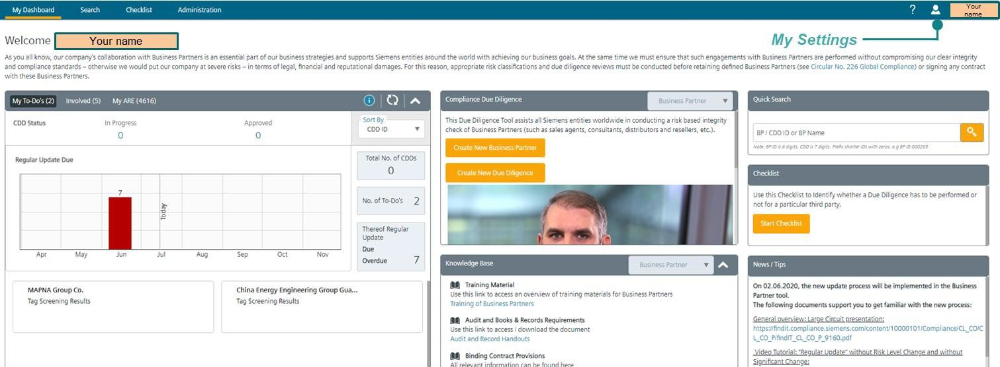 My Dashboard Search Checklist Administration ? Your name
My Settings
Welcome Your name
As you all know, our company's collaboration with Business Partners is an essential part of our business strategies and supports Siemens entities around the world with achieving our business goals. At the same time we must ensure that such engagements with Business Partners are performed without compromising our clear integrity
and compliance standards – otherwise we would put our company at severe risks – in terms of legal, financial and reputational damages. For this reason, appropriate risk classifications and due diligence reviews must be conducted before retaining defined Business Partners (see Circular No. 226 Global Compliance) or signing any contract
with these Business Partners.
My To-Do's (2) Involved (5) My ARE (4616)
CDD Status In Progress Approved
0 0
Sort By
CDD ID
Regular Update Due
7
Today
Apr May Jun Jul Aug Sep Oct Nov
Total No. of CDDs
0
No. of To-Do's 2
Thereof Regular
Update
Due
Overdue 7
MAPNA Group Co.
Tag Screening Results
China Energy Engineering Group Gua...
Tag Screening Results
Compliance Due Diligence Business Partner
This Due Diligence Tool assists all Siemens entities worldwide in conducting a risk based integrity
check of Business Partners (such as sales agents, consultants, distributors and resellers, etc.).
Create New Business Partner
Create New Due Diligence
Knowledge Base Business Partner
Training Material
Use this link to access an overview of training materials for Business Partners
Training of Business Partners
Audit and Books & Records Requirements
Use this link to access / download the document
Audit and Record Handouts
Binding Contract Provisions
All relevant information can be found here
Quick Search
BP / CDD ID or BP Name
Note: BP ID is 6 digits, CDD is 7 digits. Prefix shorter IDs with zeros. e.g BP ID 000265
Checklist
Use this Checklist to Identify whether a Due Diligence has to be performed or
not for a particular third party.
Start Checklist
News / Tips
On 02.06.2020, the new update process will be implemented in the Business
Partner tool.
The following documents support you to get familiar with the new process:
General overview: Large Circuit presentation:
https://findit.compliance.siemens.com/content/10000101/Compliance/CL_CO/C
L_CO_P/findIT_CL_CO_P_9160.pdf
Video Tutorial: "Regular Update" without Risk Level Change and without
Significant Change: